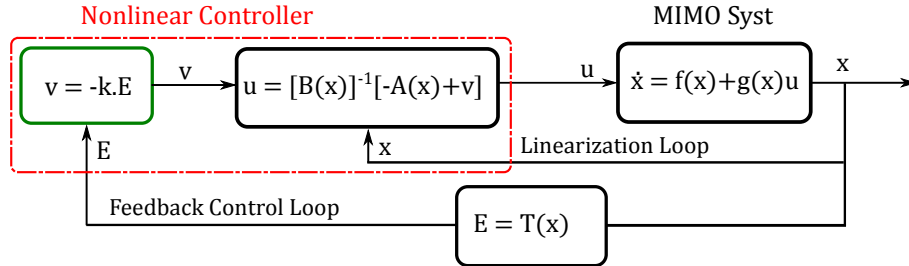 Nonlinear Controller
MIMO Syst
v = -k.E
v
u = [B(x)]⁻¹[-A(x)+v]
u
ẋ = f(x)+g(x)u
x
E
x
Linearization Loop
Feedback Control Loop
E = T(x)